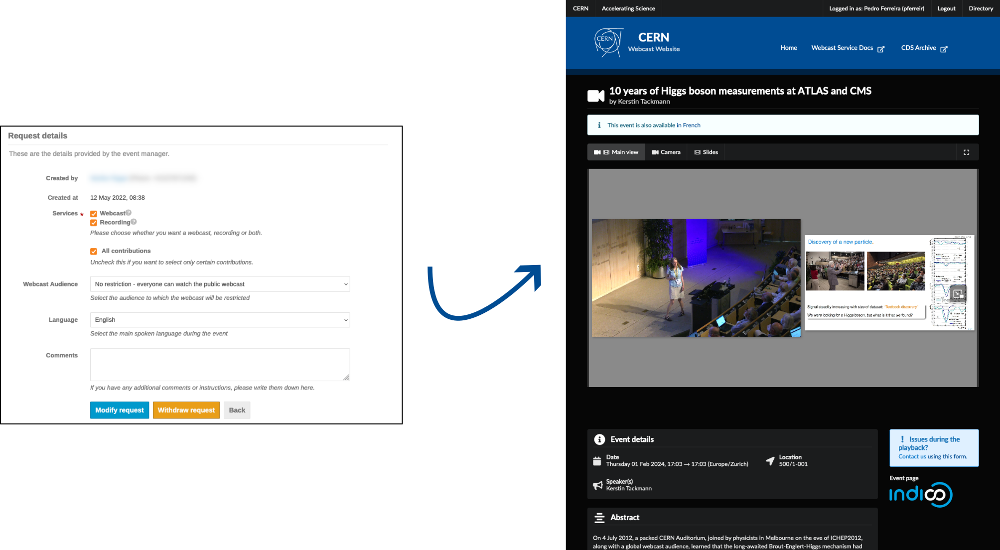 Request details
These are the details provided by the event manager.
Created by
Created at 12 May 2022, 08:38
Services * Webcast ?
Recording ?
Please choose whether you want a webcast, recording or both.
All contributions
Uncheck this if you want to select only certain contributions.
Webcast Audience No restriction - everyone can watch the public webcast
Select the audience to which the webcast will be restricted
Language English
Select the main spoken language during the event
Comments
If you have any additional comments or instructions, please write them down here.
Modify request Withdraw request Back
CERN Accelerating Science Logged in as: Pedro Ferreira (pferreir) Logout Directory
CERN
CERN
Webcast Website
Home Webcast Service Docs CDS Archive
10 years of Higgs boson measurements at ATLAS and CMS
by Kerstin Tackmann
This event is also available in French
Main view Camera Slides
Discovery of a new particle.
Signal steadily increasing with size of dataset: "Textbook discovery"
We were looking for a Higgs boson, but what is it that we found?
Event details
Date
Thursday 01 Feb 2024, 17:03 → 17:03 (Europe/Zurich)
Location
500/1-001
Speaker(s)
Kerstin Tackmann
! Issues during the
playback?
Contact us using this form.
Event page
indico
Abstract
On 4 July 2012, a packed CERN Auditorium, joined by physicists in Melbourne on the eve of ICHEP2012,
along with a global webcast audience, learned that the long-awaited Brout-Englert-Higgs mechanism had